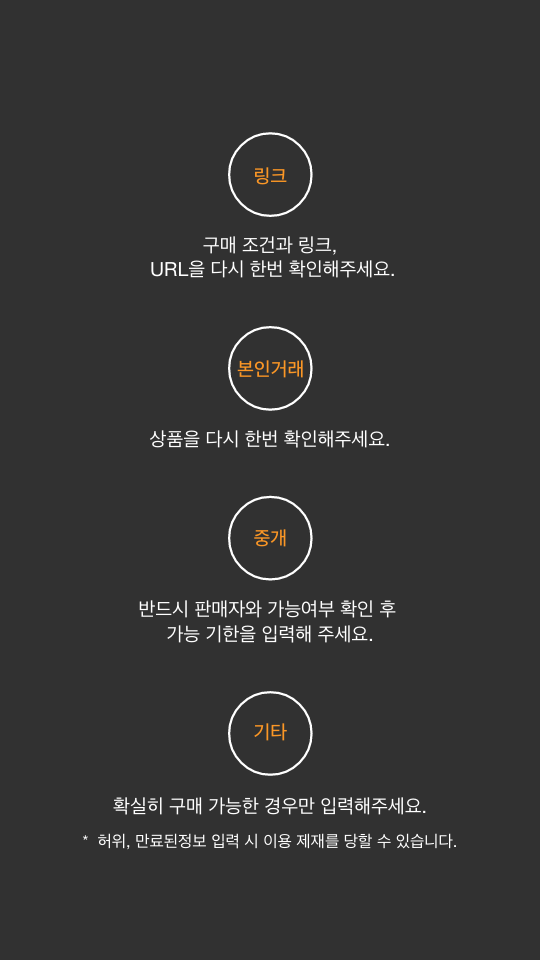 링크
구매 조건과 링크,
URL을 다시 한번 확인해주세요.
본인거래
상품을 다시 한번 확인해주세요.
중개
반드시 판매자와 가능여부 확인 후
가능 기한을 입력해 주세요.
기타
확실히 구매 가능한 경우만 입력해주세요.
* 허위, 만료된정보 입력 시 이용 제재를 당할 수 있습니다.